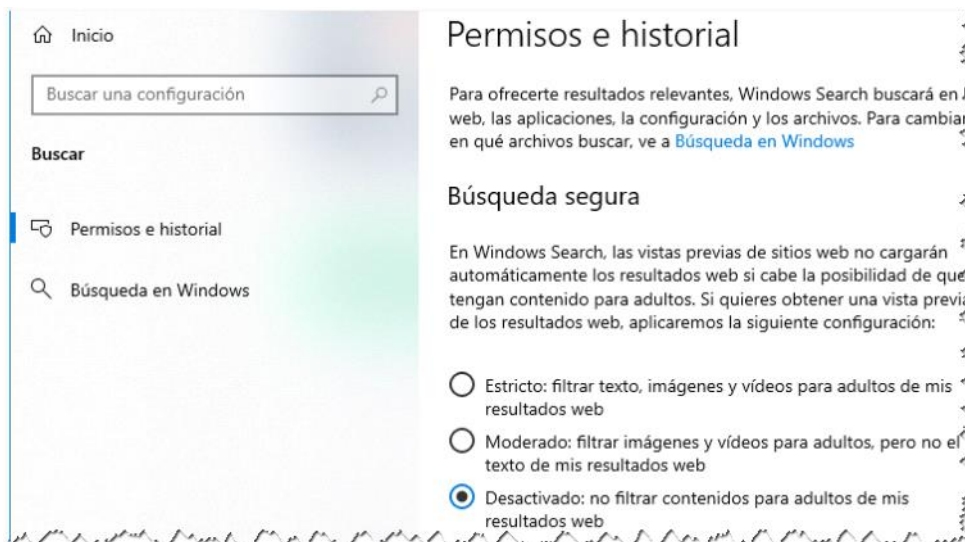 Inicio
Buscar una configuración
Buscar
Permisos e historial
Búsqueda en Windows
Permisos e historial
Para ofrecerte resultados relevantes, Windows Search buscará en
web, las aplicaciones, la configuración y los archivos. Para cambiar
en qué archivos buscar, ve a Búsqueda en Windows
Búsqueda segura
En Windows Search, las vistas previas de sitios web no cargarán
automáticamente los resultados web si cabe la posibilidad de que
tengan contenido para adultos. Si quieres obtener una vista previa
de los resultados web, aplicaremos la siguiente configuración:
Estricto: filtrar texto, imágenes y vídeos para adultos de mis
resultados web
Moderado: filtrar imágenes y vídeos para adultos, pero no el
texto de mis resultados web
Desactivado: no filtrar contenidos para adultos de mis
resultados web